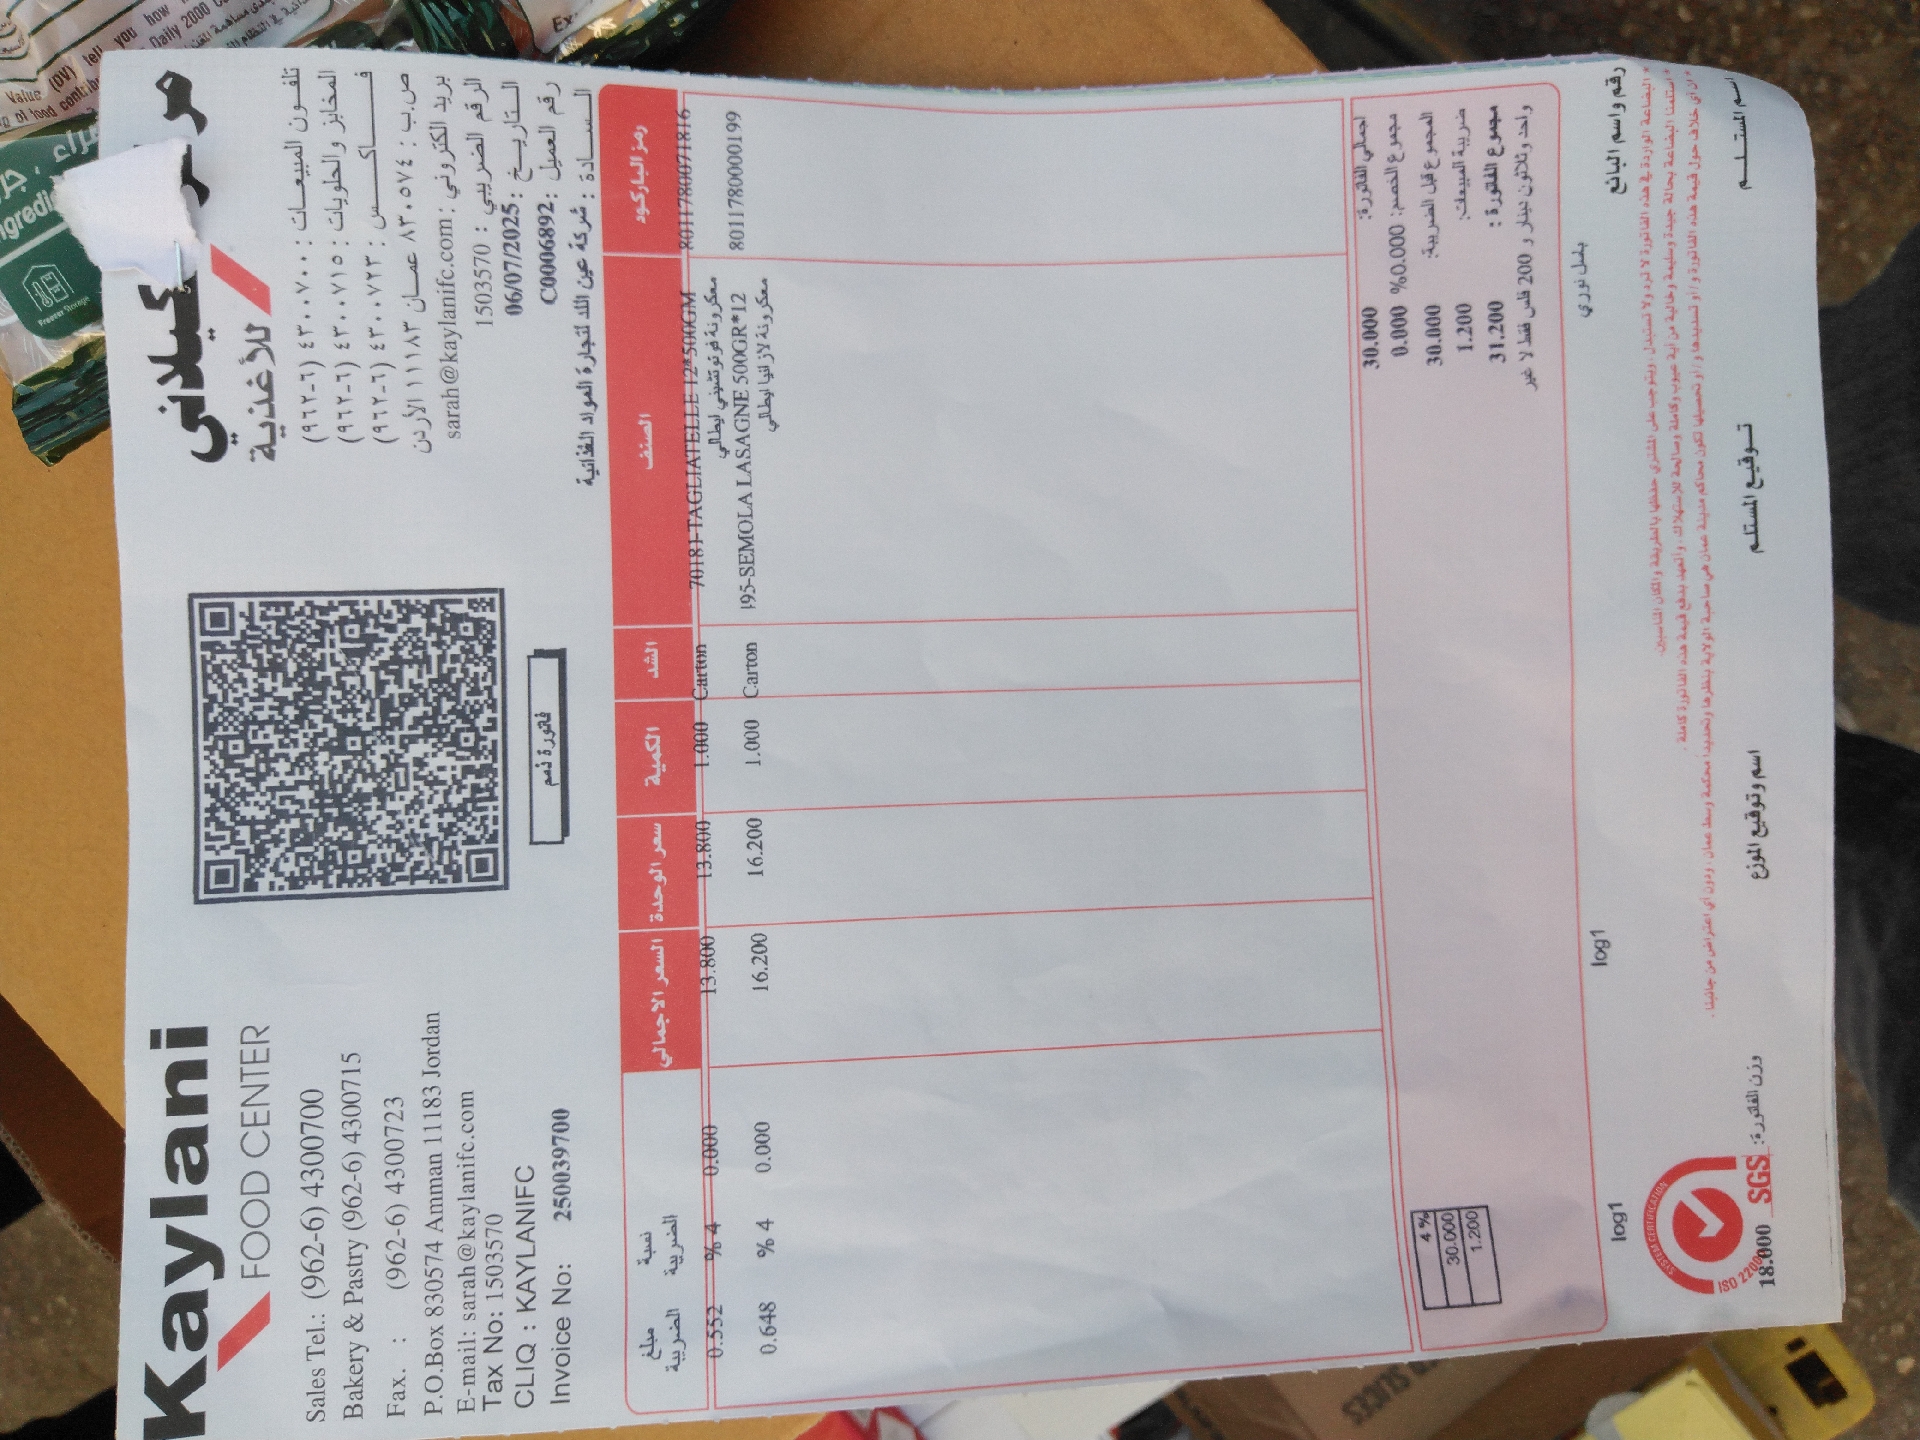 Kaylani
FOOD CENTER
كيلاني
للأغذية
Sales Tel.: (962-6) 4300700
Bakery & Pastry (962-6) 4300715
Fax. : (962-6) 4300723
P.O.Box 830574 Amman 11183 Jordan
E-mail: sarah@kaylanifc.com
Tax No: 1503570
CLIQ : KAYLANIFC
Invoice No: 250039700
تلفون المبيعات : ٤٣٠٠٧٠٠ (٦-٩٦٢)
المخابز والحلويات : ٤٣٠٠٧١٥ (٦-٩٦٢)
فاكس : ٤٣٠٠٧٢٣ (٦-٩٦٢)
ص.ب : ٨٣٠٥٧٤ عمان ١١١٨٣ الأردن
بريد الكتروني : sarah@kaylanifc.com
الرقم الضريبي : 1503570
التاريخ : 06/07/2025
رقم العميل : C0006892
السادة : شركة عين اللد لتجارة المواد الغذائية
فاتورة ذمم
رمز الباركود الصنف الشد الكمية سعر الوحدة السعر الاجمالي نسبة الضريبة مبلغ الضريبة
8011780071816 70181-TAGLIATELLE 12*500GM Carton 1.000 13.800 13.800 0.000 % 4 0.552
معكرونة فوتوتشيني ايطالي
8011780000199 195-SEMOLA LASAGNE 500GR*12 Carton 1.000 16.200 16.200 0.000 % 4 0.648
معكرونة لازانيا ايطالي
اجمالي الفاتورة: 30.000
مجموع الخصم: 0.000% 0.000
المجموع قبل الضريبة: 30.000
ضريبة المبيعات: 1.200
مجموع الفاتورة : 31.200
واحد وثلاثون دينار و 200 فلس فقط لا غير
4 %
30.000
1.200
رقم واسم البائع
log1
log1
اسم المستلم
توقيع المستلم
اسم وتوقيع الموزع
وزن الفاتورة: 18.000
SYSTEM CERTIFICATION
ISO 22000
SGS
Freezer Storage